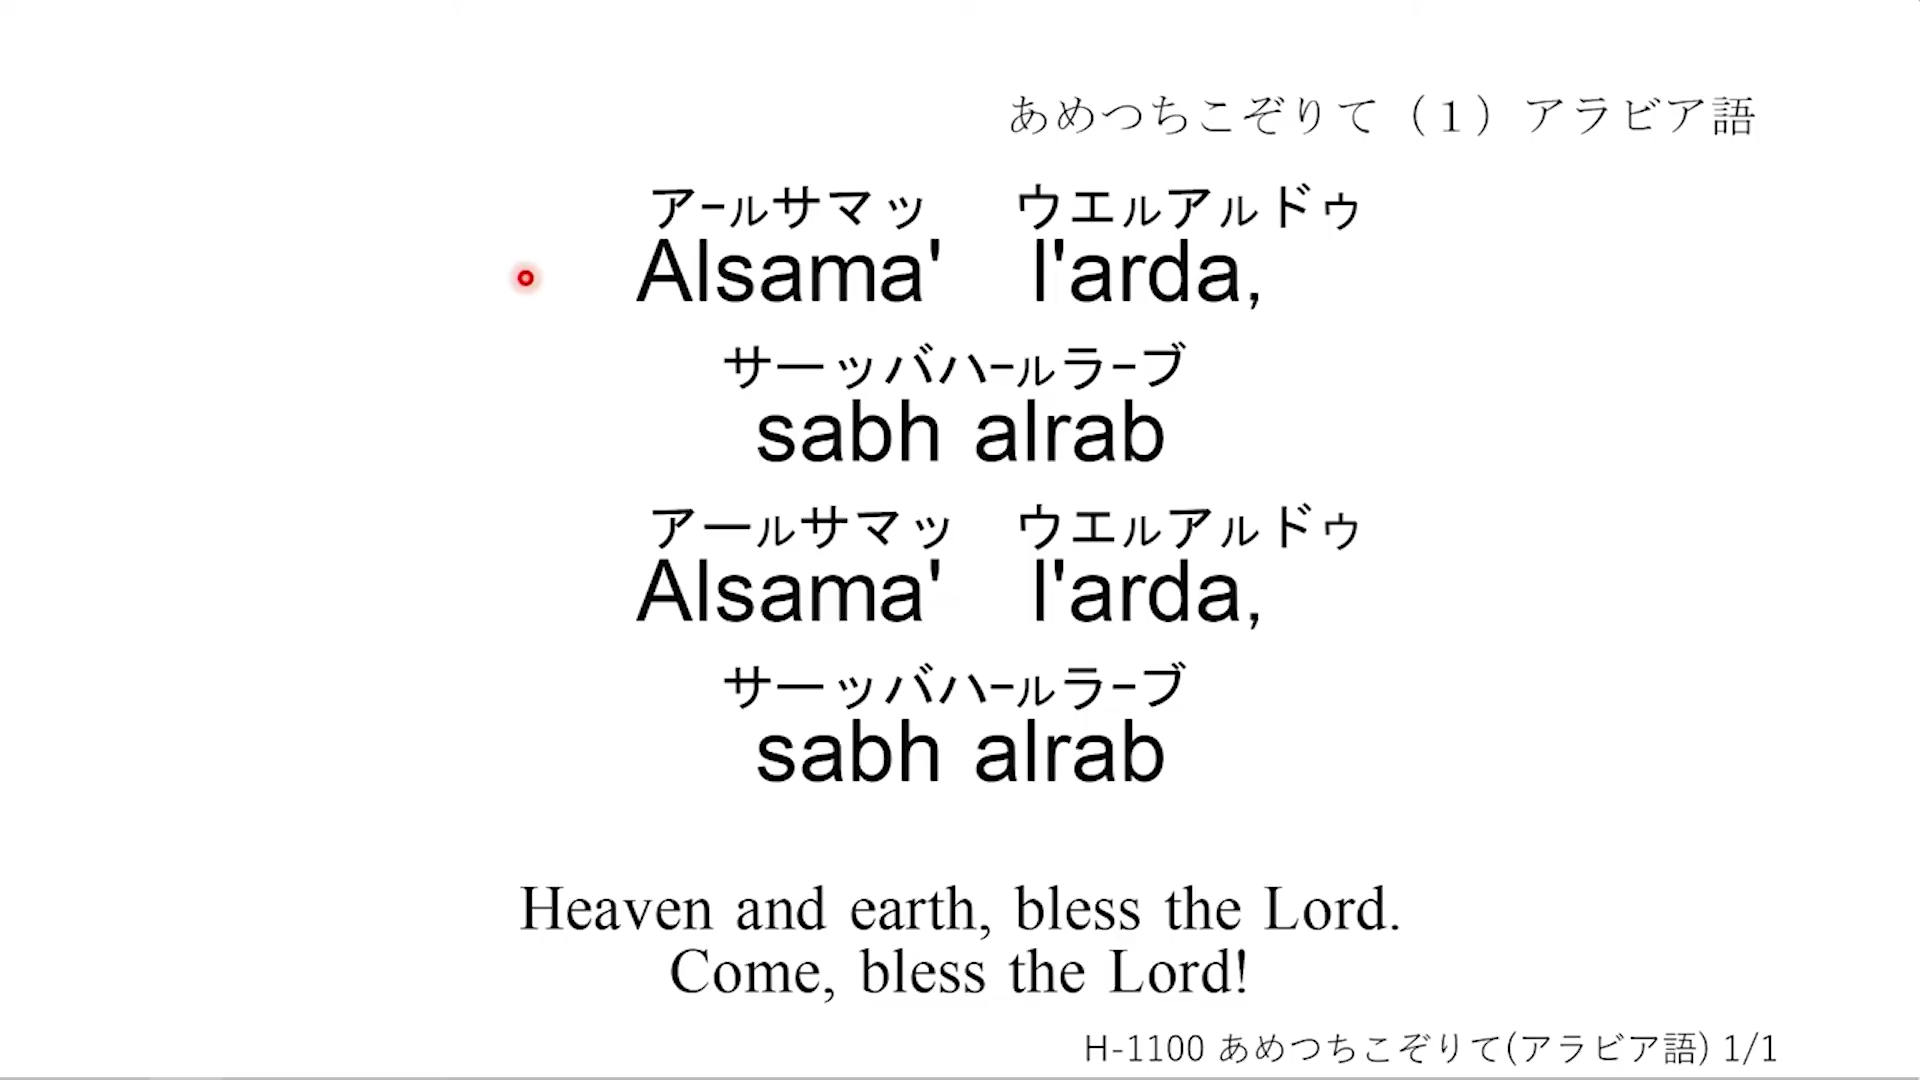 あめつちこぞりて（１）アラビア語
アｰルサマッ　ウエルアルドゥ
Alsama' l'arda,
サーッバハｰルラｰブ
sabh alrab
アールサマッ　ウエルアルドゥ
Alsama' l'arda,
サーッバハｰルラｰブ
sabh alrab
Heaven and earth, bless the Lord.
Come, bless the Lord!
H-1100 あめつちこぞりて(アラビア語) 1/1